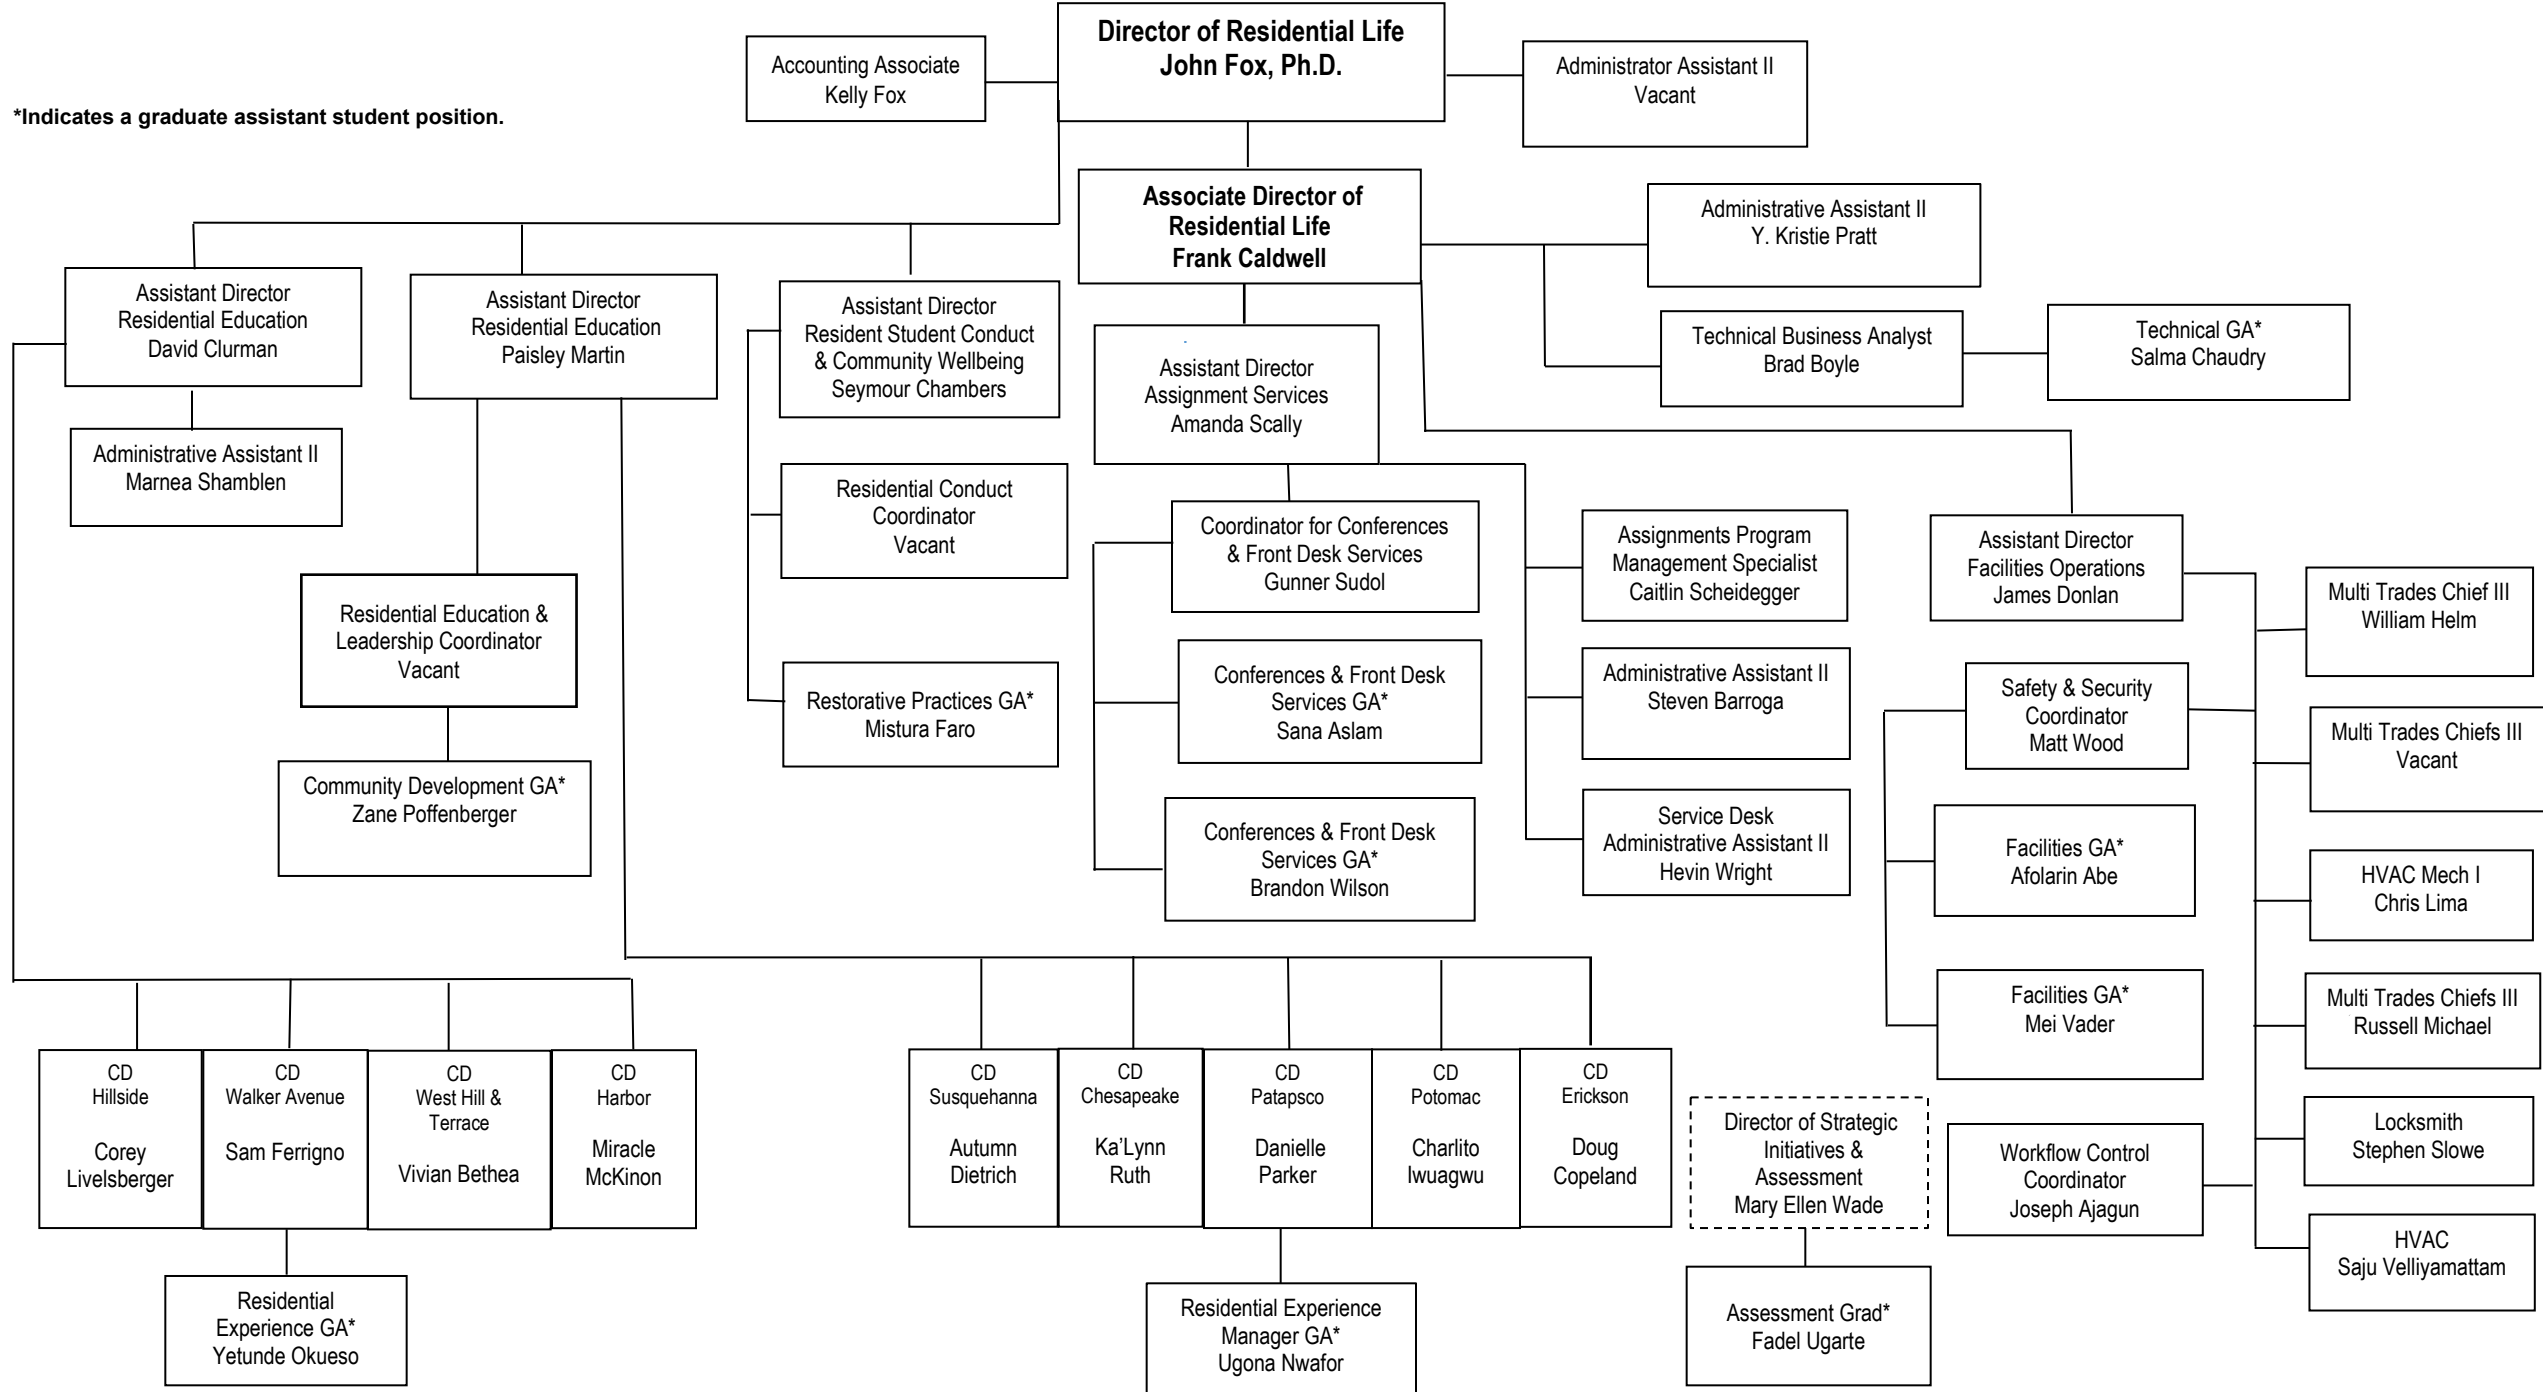 Director of Residential Life
John Fox, Ph.D.
Accounting Associate
Kelly Fox
Administrator Assistant II
Vacant
*Indicates a graduate assistant student position.
Associate Director of
Residential Life
Frank Caldwell
Administrative Assistant II
Y. Kristie Pratt
Technical Business Analyst
Brad Boyle
Technical GA*
Salma Chaudry
Assistant Director
Residential Education
David Clurman
Assistant Director
Residential Education
Paisley Martin
Assistant Director
Resident Student Conduct
& Community Wellbeing
Seymour Chambers
Assistant Director
Assignment Services
Amanda Scally
Administrative Assistant II
Marnea Shamblen
Residential Conduct
Coordinator
Vacant
Coordinator for Conferences
& Front Desk Services
Gunner Sudol
Assignments Program
Management Specialist
Caitlin Scheidegger
Assistant Director
Facilities Operations
James Donlan
Multi Trades Chief III
William Helm
Residential Education &
Leadership Coordinator
Vacant
Restorative Practices GA*
Mistura Faro
Conferences & Front Desk
Services GA*
Sana Aslam
Administrative Assistant II
Steven Barroga
Safety & Security
Coordinator
Matt Wood
Multi Trades Chiefs III
Vacant
Community Development GA*
Zane Poffenberger
Conferences & Front Desk
Services GA*
Brandon Wilson
Service Desk
Administrative Assistant II
Hevin Wright
Facilities GA*
Afolarin Abe
HVAC Mech I
Chris Lima
Facilities GA*
Mei Vader
Multi Trades Chiefs III
Russell Michael
CD
Hillside
Corey
Livelsberger
CD
Walker Avenue
Sam Ferrigno
CD
West Hill &
Terrace
Vivian Bethea
CD
Harbor
Miracle
McKinon
CD
Susquehanna
Autumn
Dietrich
CD
Chesapeake
Ka’Lynn
Ruth
CD
Patapsco
Danielle
Parker
CD
Potomac
Charlito
Iwuagwu
CD
Erickson
Doug
Copeland
Director of Strategic
Initiatives &
Assessment
Mary Ellen Wade
Workflow Control
Coordinator
Joseph Ajagun
Locksmith
Stephen Slowe
HVAC
Saju Velliyamattam
Residential
Experience GA*
Yetunde Okueso
Residential Experience
Manager GA*
Ugona Nwafor
Assessment Grad*
Fadel Ugarte